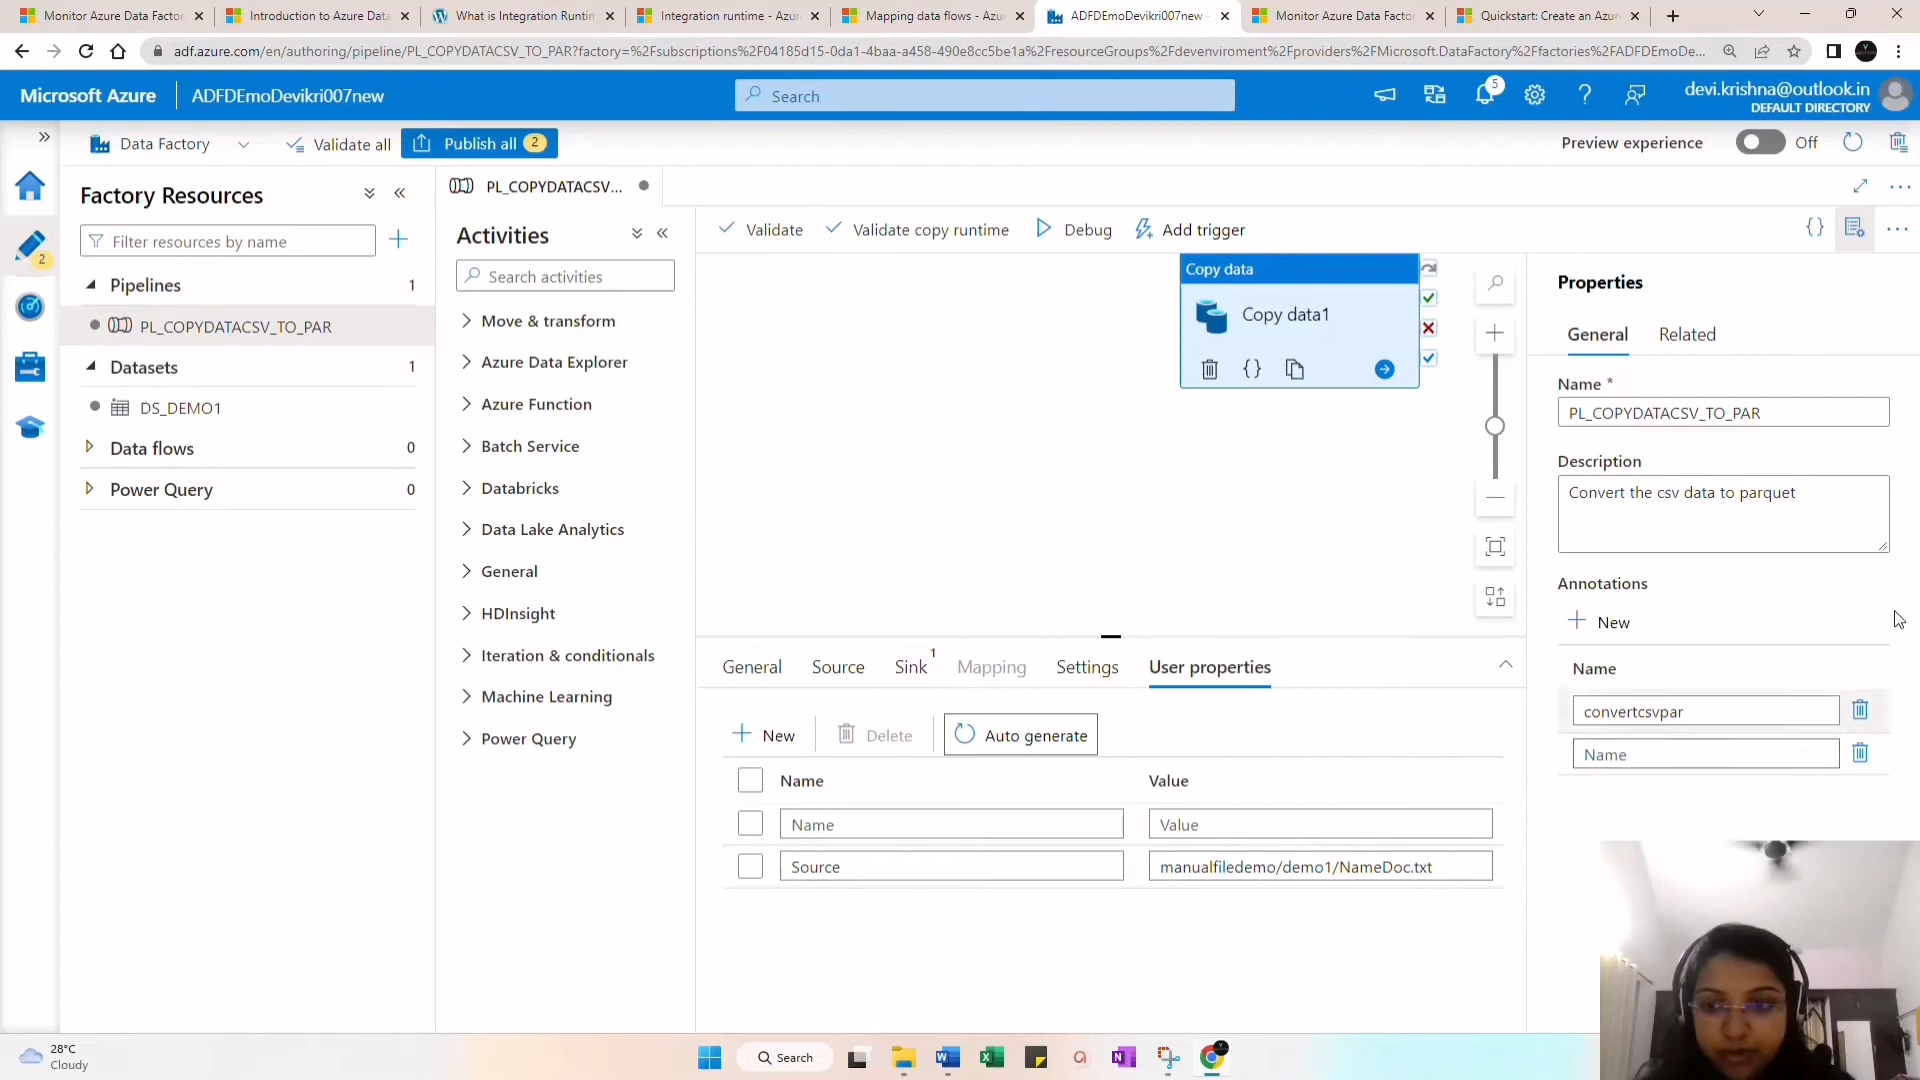 Monitor Azure Data Factor
Introduction to Azure Data
What is Integration Runtim
Integration runtime - Azur
Mapping data flows - Azur
ADFDEmoDevikri007new -
Monitor Azure Data Factor
Quickstart: Create an Azur
adf.azure.com/en/authoring/pipeline/PL_COPYDATACSV_TO_PAR?factory=%2Fsubscriptions%2F04185d15-0da1-4baa-a458-490e8cc5be1a%2FresourceGroups%2Fdevenviroment%2Fproviders%2FMicrosoft.DataFactory%2Ffactories%2FADFDEmoDe...
Microsoft Azure
ADFDEmoDevikri007new
Search
5
devi.krishna@outlook.in
DEFAULT DIRECTORY
Data Factory
Validate all
Publish all 2
Preview experience
Off
2
Factory Resources
Filter resources by name
Pipelines 1
PL_COPYDATACSV_TO_PAR
Datasets 1
DS_DEMO1
Data flows 0
Power Query 0
PL_COPYDATACSV...
Activities
Search activities
Move & transform
Azure Data Explorer
Azure Function
Batch Service
Databricks
Data Lake Analytics
General
HDInsight
Iteration & conditionals
Machine Learning
Power Query
Validate
Validate copy runtime
Debug
Add trigger
Copy data
Copy data1
General
Source
Sink 1
Mapping
Settings
User properties
New
Delete
Auto generate
Name Value
Name Value
Source manualfiledemo/demo1/NameDoc.txt
Properties
General Related
Name *
PL_COPYDATACSV_TO_PAR
Description
Convert the csv data to parquet
Annotations
New
Name
convertcsvpar
Name
28°C
Cloudy
Search